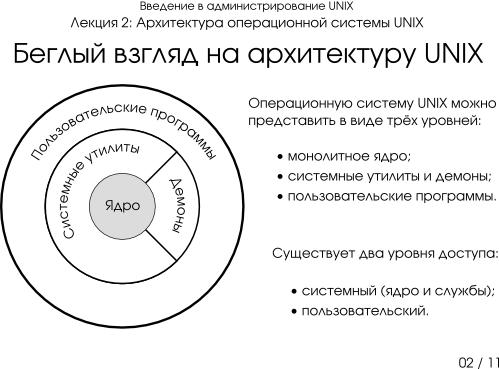 Введение в администрирование UNIX
Лекция 2: Архитектура операционной системы UNIX
Беглый взгляд на архитектуру UNIX
Пользовательские программы
Системные утилиты
Демоны
Ядро
Операционную систему UNIX можно
представить в виде трёх уровней:
• монолитное ядро;
• системные утилиты и демоны;
• пользовательские программы.
Существует два уровня доступа:
• системный (ядро и службы);
• пользовательский.
02 / 11